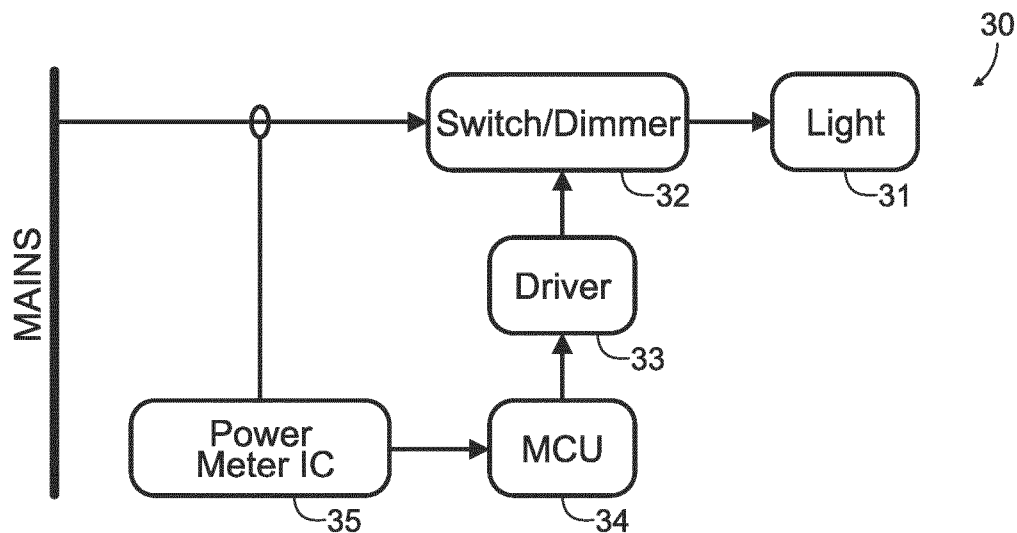 30
Switch/Dimmer
Light
32
31
MAINS
Driver
33
Power
Meter IC
MCU
35
34